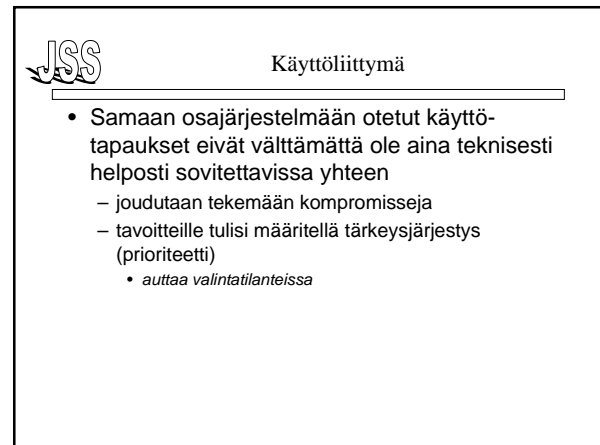 JSS
Käyttöliittymä
• Samaan osajärjestelmään otetut käyttö-
tapaukset eivät välttämättä ole aina teknisesti
helposti sovitettavissa yhteen
– joudutaan tekemään kompromisseja
– tavoitteille tulisi määritellä tärkeysjärjestys
(prioriteetti)
• auttaa valintatilanteissa